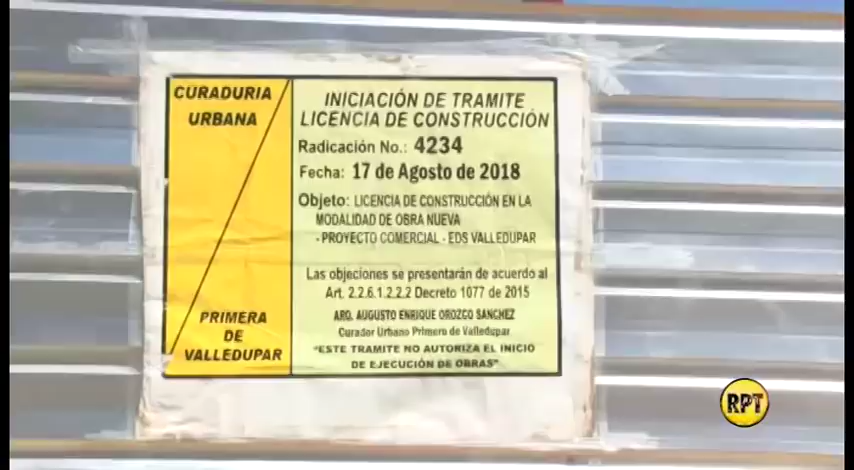 CURADURIA
URBANA
PRIMERA
DE
VALLEDUPAR
INICIACIÓN DE TRAMITE
LICENCIA DE CONSTRUCCIÓN
Radicación No.: 4234
Fecha: 17 de Agosto de 2018
Objeto: LICENCIA DE CONSTRUCCIÓN EN LA
MODALIDAD DE OBRA NUEVA
- PROYECTO COMERCIAL - EDS VALLEDUPAR
Las objeciones se presentarán de acuerdo al
Art. 2.2.6.1.2.2.2 Decreto 1077 de 2015
ARQ. AUGUSTO ENRIQUE OROZCO SANCHEZ
Curador Urbano Primero de Valledupar
"ESTE TRAMITE NO AUTORIZA EL INICIO
DE EJECUCIÓN DE OBRAS"
RPT